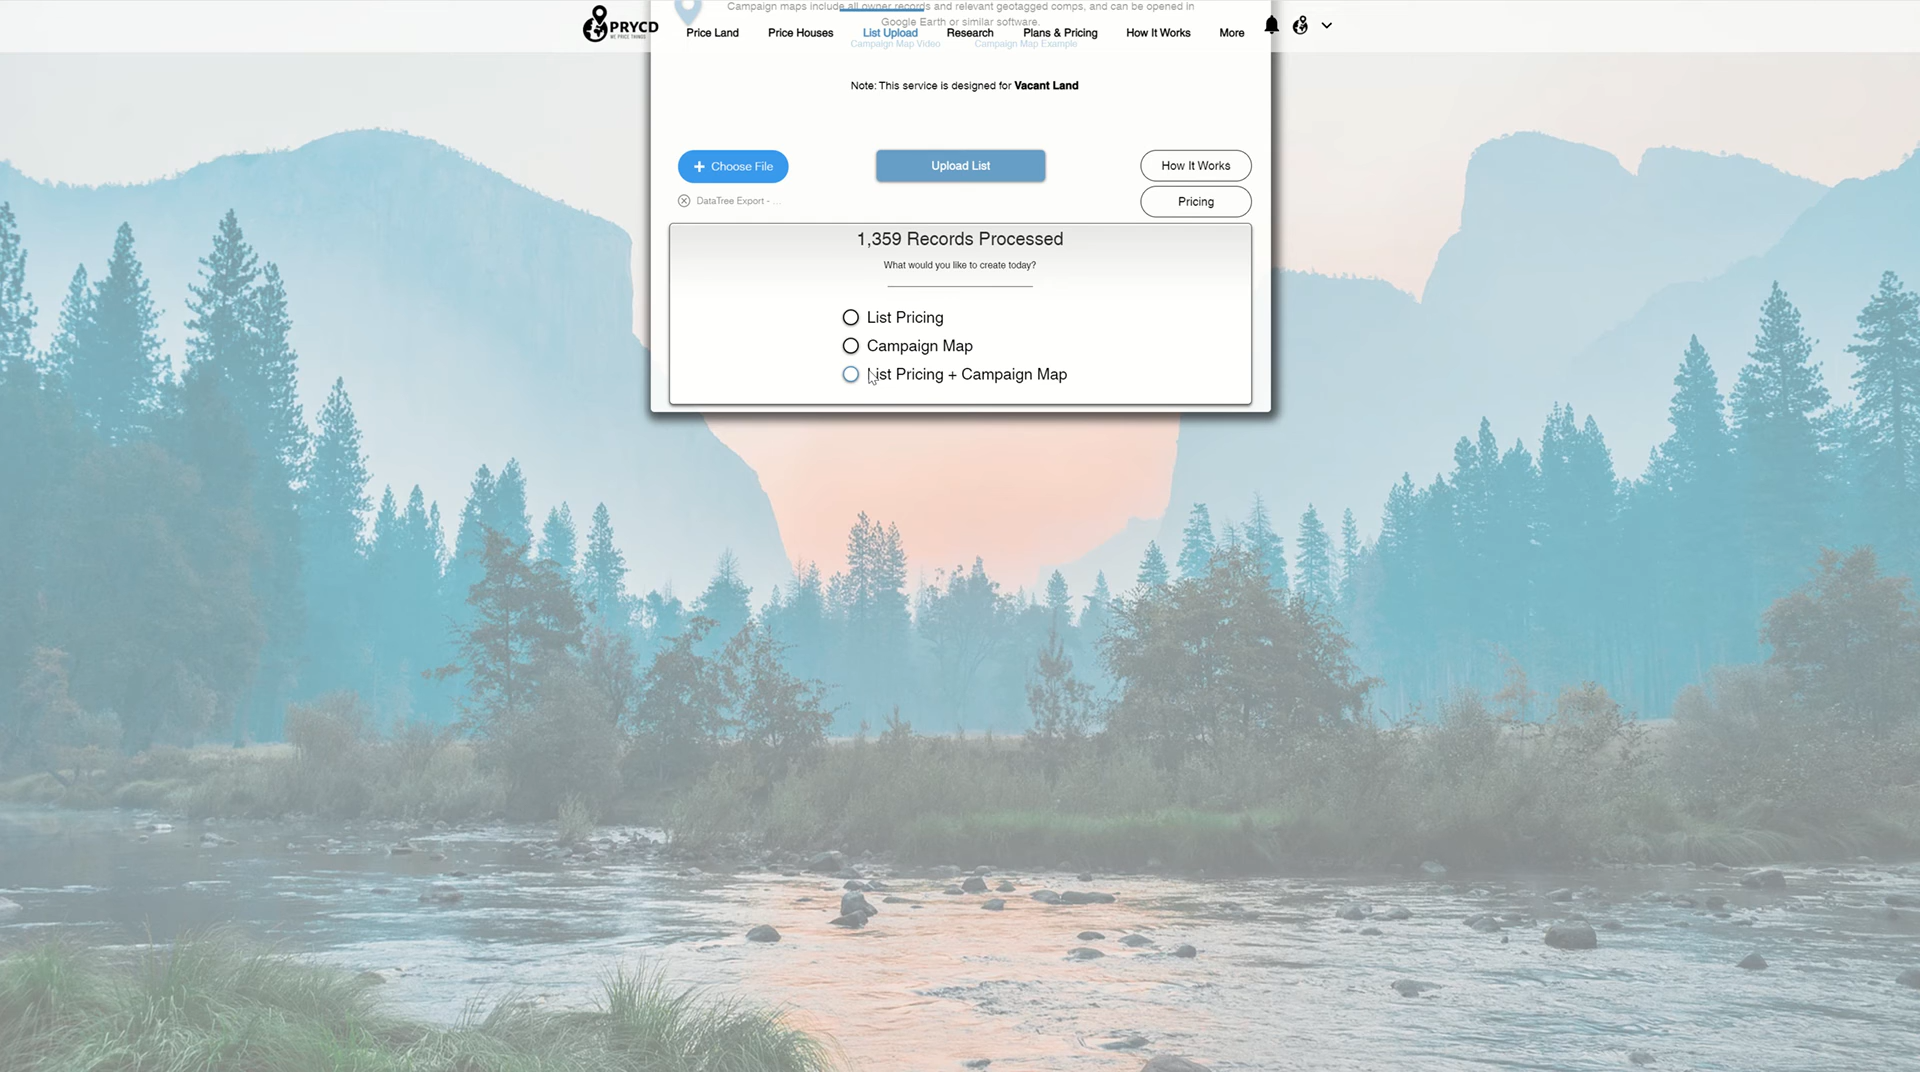 Campaign maps include all owner records and relevant geotagged comps, and can be opened in
Google Earth or similar software.
PRYCD
WE PRICE THINGS
Price Land
Price Houses
List Upload
Research
Plans & Pricing
How It Works
More
Campaign Map Video
Campaign Map Example
Note: This service is designed for Vacant Land
+ Choose File
Upload List
How It Works
DataTree Export - ...
Pricing
1,359 Records Processed
What would you like to create today?
List Pricing
Campaign Map
List Pricing + Campaign Map